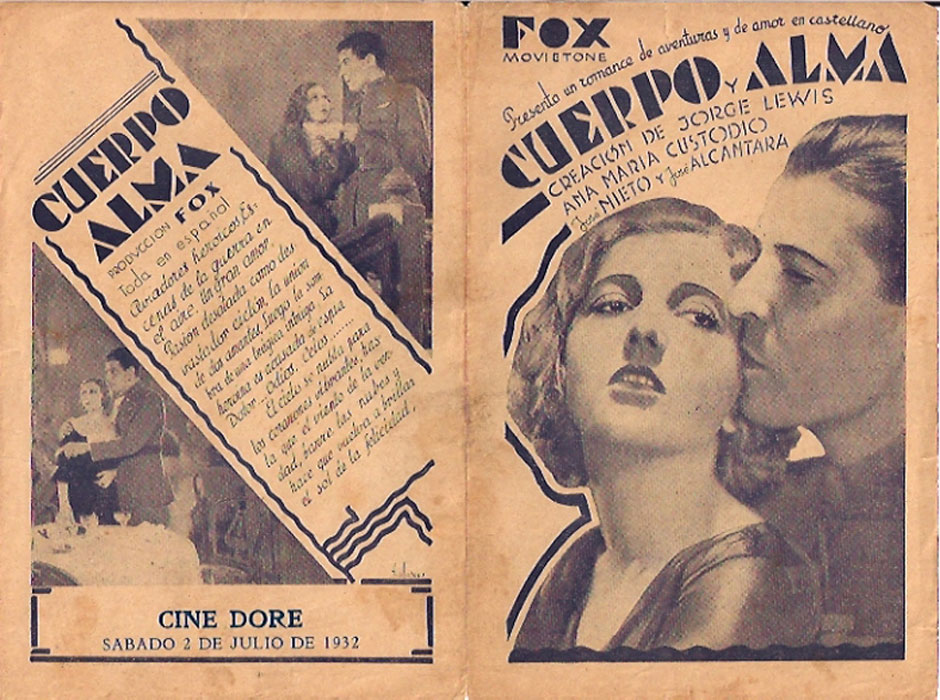 CUERPO
Y
ALMA
PRODUCCION FOX
Toda en español
Aviadores heroicos Es-
cenas de la guerra en
el aire. Un gran amor.
Pasión desatada como des-
vastador ciclón, la unión
de dos amantes, luego la som-
bra de una trágica intriga. La
heroína es acusada de espía
Dolor... Odios. Celos......
El cielo se nubla para
los corazones vibrantes, has-
ta que el viento de la ver-
dad, barre las nubes y
hace que vuelva a brillar
el sol de la felicidad.
CINE DORE
SABADO 2 DE JULIO DE 1932
FOX
MOVIETONE
Presenta un romance de aventuras y de amor en castellano
CUERPO Y ALMA
CREACIÓN DE JORGE LEWIS
ANA MARIA CUSTODIO
José NIETO Y José ALCANTARA